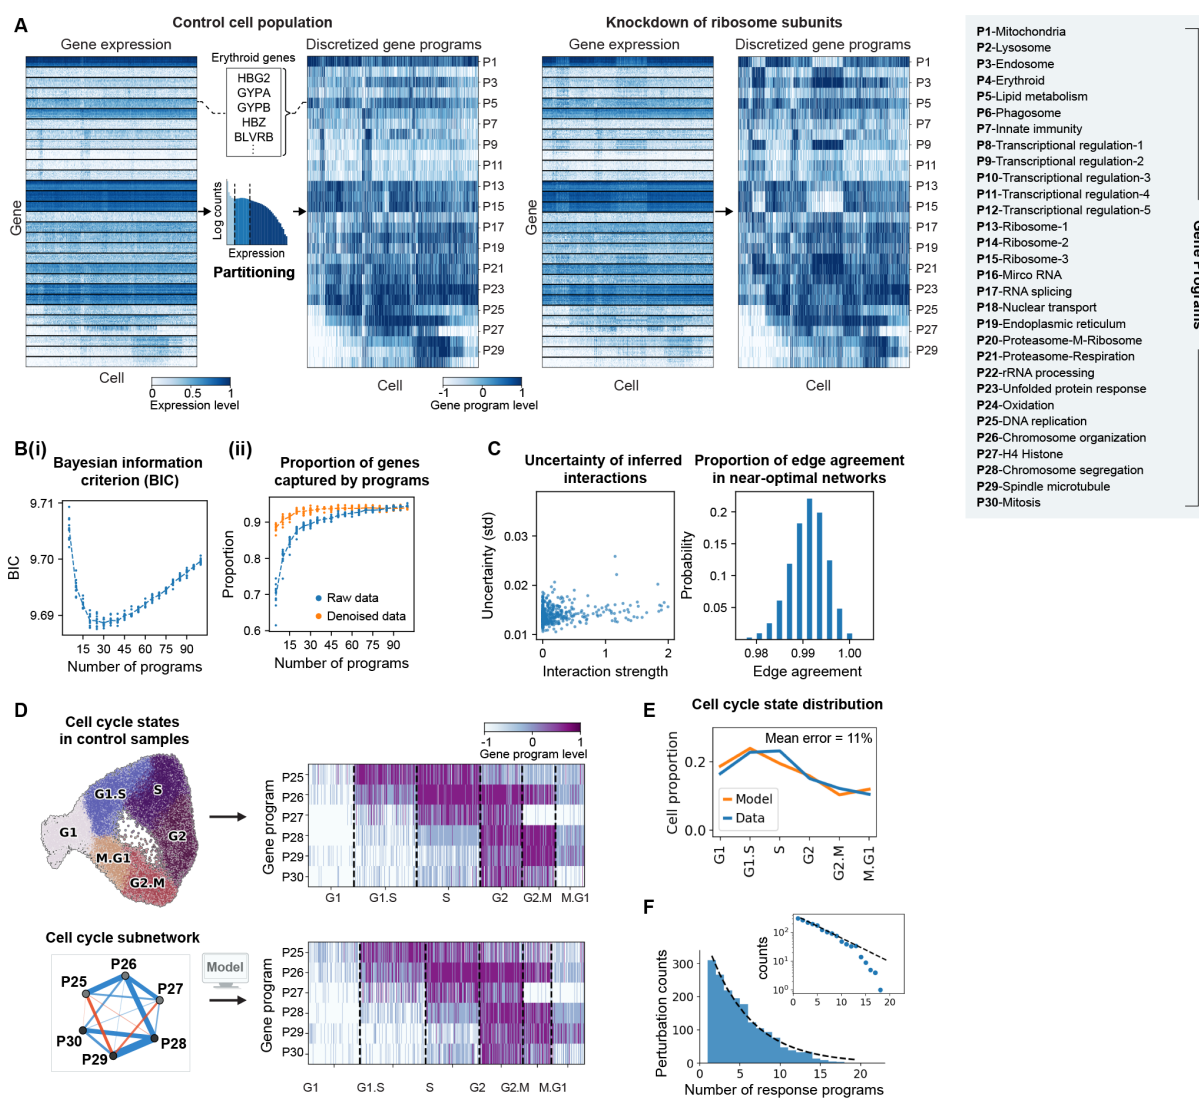 A
Control cell population
Knockdown of ribosome subunits
Gene expression
Erythroid genes
Discretized gene programs
Gene expression
Discretized gene programs
HBG2
GYPA
GYPB
HBZ
BLVRB
⋮
Gene
Log counts
Expression
Partitioning
P1
P3
P5
P7
P9
P11
P13
P15
P17
P19
P21
P23
P25
P27
P29
Gene
P1
P3
P5
P7
P9
P11
P13
P15
P17
P19
P21
P23
P25
P27
P29
Cell
Cell
Cell
Cell
0 0.5 1
Expression level
-1 1
Gene program level
P1-Mitochondria
P2-Lysosome
P3-Endosome
P4-Erythroid
P5-Lipid metabolism
P6-Phagosome
P7-Innate immunity
P8-Transcriptional regulation-1
P9-Transcriptional regulation-2
P10-Transcriptional regulation-3
P11-Transcriptional regulation-4
P12-Transcriptional regulation-5
P13-Ribosome-1
P14-Ribosome-2
P15-Ribosome-3
P16-Mirco RNA
P17-RNA splicing
P18-Nuclear transport
P19-Endoplasmic reticulum
P20-Proteasome-M-Ribosome
P21-Proteasome-Respiration
P22-rRNA processing
P23-Unfolded protein response
P24-Oxidation
P25-DNA replication
P26-Chromosome organization
P27-H4 Histone
P28-Chromosome segregation
P29-Spindle microtubule
P30-Mitosis
Gene Programs
B(i)
Bayesian information
criterion (BIC)
9.71
9.70
9.69
BIC
15 30 45 60 75 90
Number of programs
(ii)
Proportion of genes
captured by programs
0.9
0.8
0.7
0.6
Proportion
Raw data
Denoised data
15 30 45 60 75 90
Number of programs
C
Uncertainty of inferred
interactions
0.03
0.02
0.01
Uncertainty (std)
0 1 2
Interaction strength
Proportion of edge agreement
in near-optimal networks
0.2
0.1
0.05
Probability
0.98 0.99 1.00
Edge agreement
D
Cell cycle states
in control samples
G1.S
S
G1
G2
M.G1
G2.M
-1 1
Gene program level
Gene program
P25
P26
P27
P28
P29
P30
G1 G1.S S G2 G2.M M.G1
Cell cycle subnetwork
P26
P25
P27
P30
P28
P29
Model
Gene program
P25
P26
P27
P28
P29
P30
G1 G1.S S G2 G2.M M.G1
E
Cell cycle state distribution
Mean error = 11%
0.2
0.0
Cell proportion
Model
Data
G1
G1.S
S
G2
G2.M
M.G1
F
300
200
100
0
Perturbation counts
0 5 10 15 20
Number of response programs
counts
10²
10¹
10⁰
0 5 10 15 20